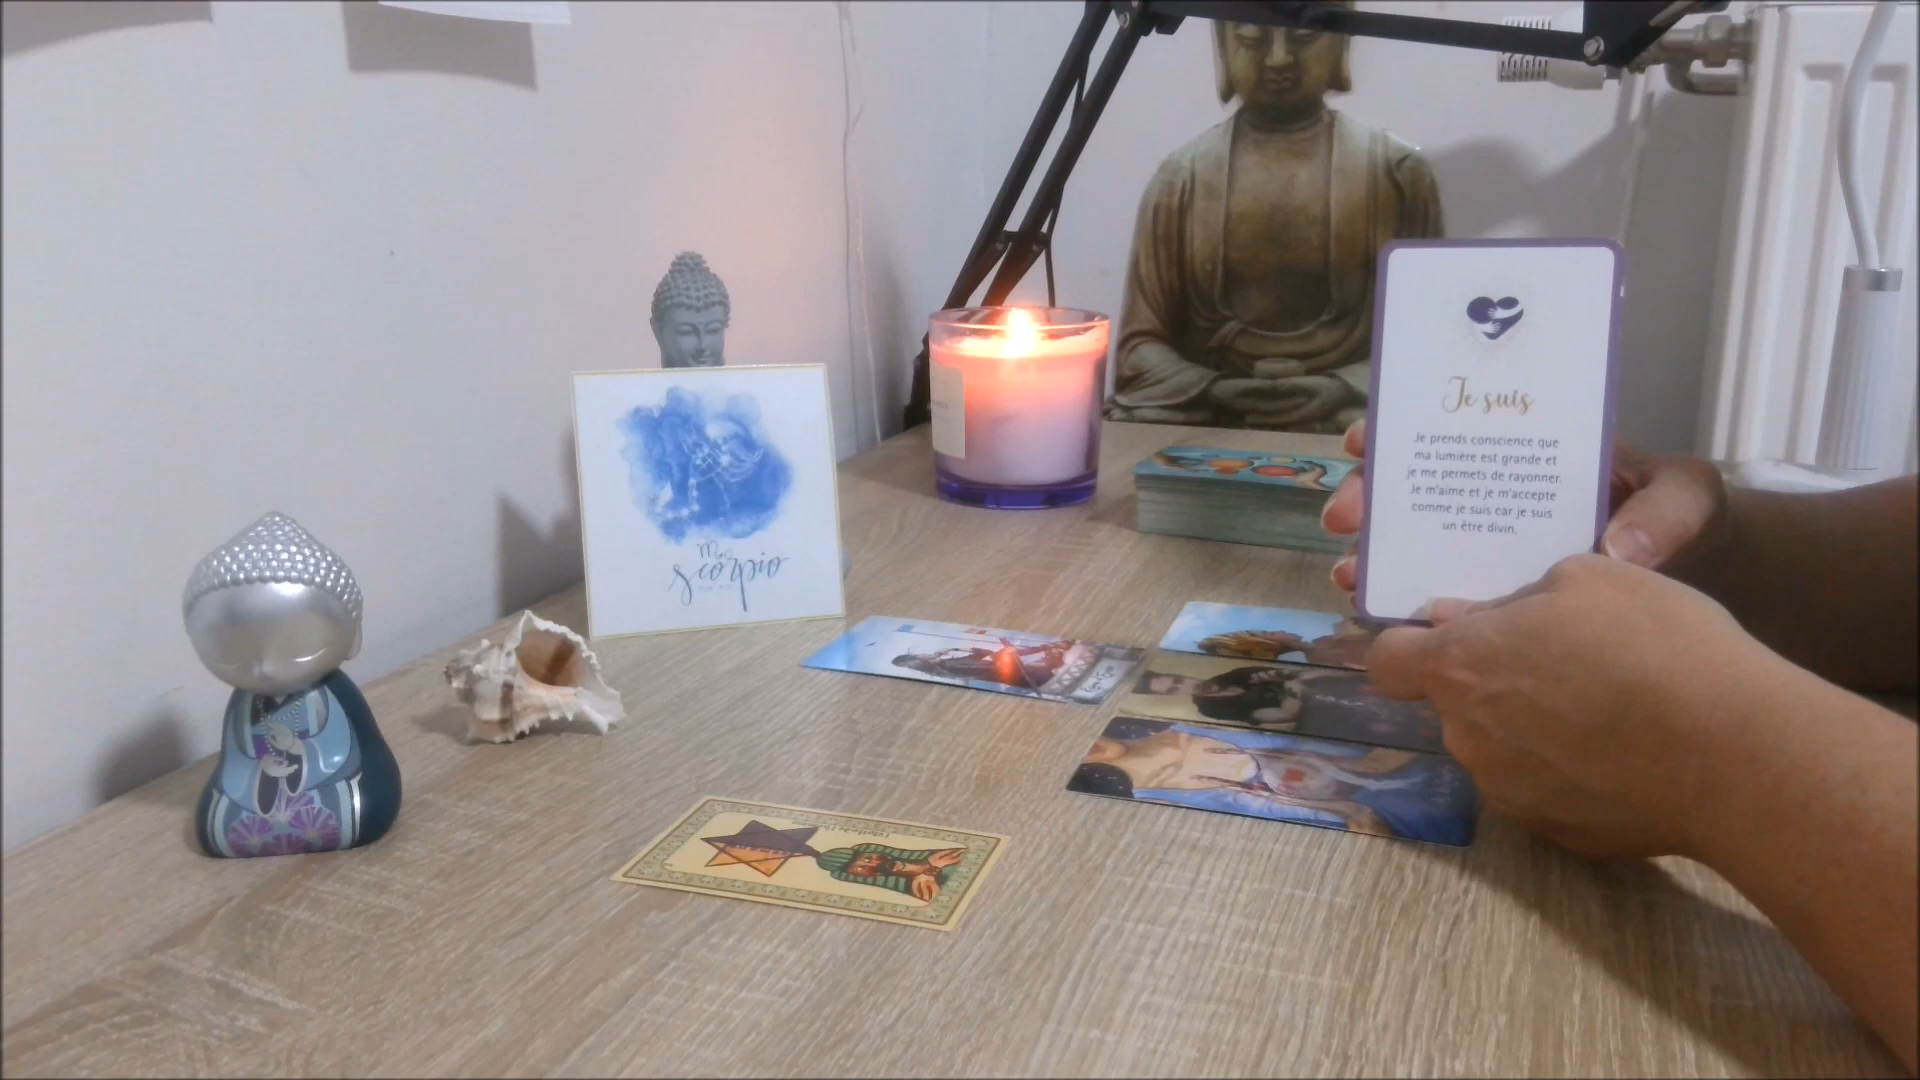 scorpio
Je suis
Je prends conscience que
ma lumière est grande et
je me permets de rayonner.
Je m'aime et je m'accepte
comme je suis car je suis
un être divin.